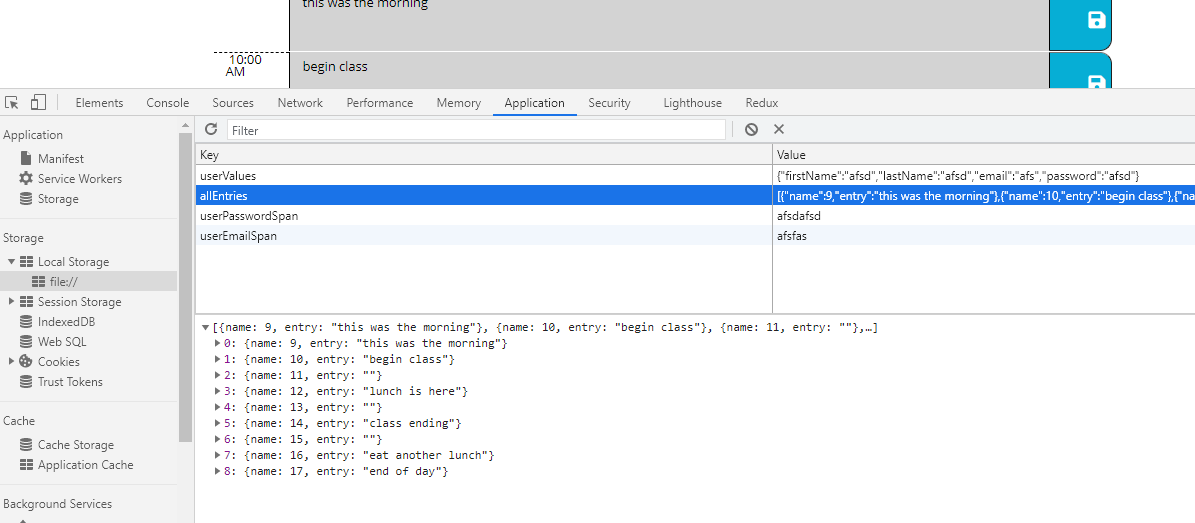 this was the morning
10:00
AM
begin class
Elements Console Sources Network Performance Memory Application Security Lighthouse Redux
Application
Manifest
Service Workers
Storage
Storage
Local Storage
file://
Session Storage
IndexedDB
Web SQL
Cookies
Trust Tokens
Cache
Cache Storage
Application Cache
Background Services
Filter
Key Value
userValues {"firstName":"afsd","lastName":"afsd","email":"afs","password":"afsd"}
allEntries [{"name":9,"entry":"this was the morning"},{"name":10,"entry":"begin class"},{"na
userPasswordSpan afsdafsd
userEmailSpan afsfas
[{name: 9, entry: "this was the morning"}, {name: 10, entry: "begin class"}, {name: 11, entry: ""},…]
0: {name: 9, entry: "this was the morning"}
1: {name: 10, entry: "begin class"}
2: {name: 11, entry: ""}
3: {name: 12, entry: "lunch is here"}
4: {name: 13, entry: ""}
5: {name: 14, entry: "class ending"}
6: {name: 15, entry: ""}
7: {name: 16, entry: "eat another lunch"}
8: {name: 17, entry: "end of day"}